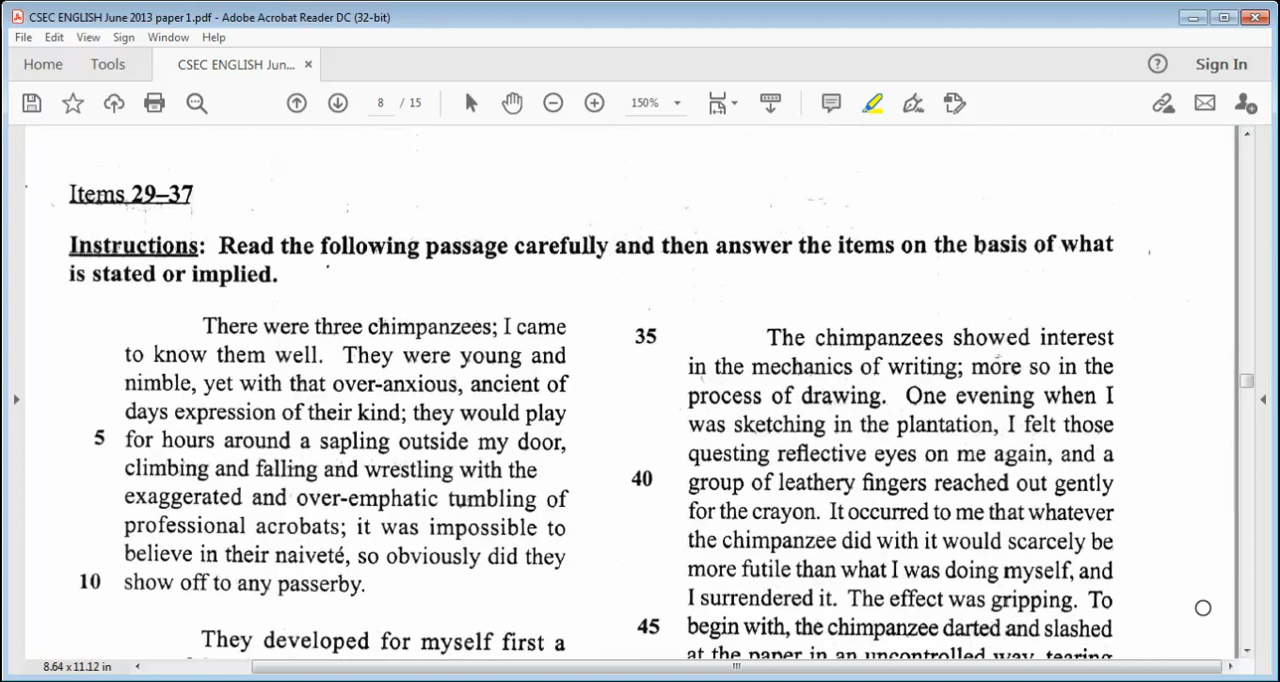 CSEC ENGLISH June 2013 paper 1.pdf - Adobe Acrobat Reader DC (32-bit)
File Edit View Sign Window Help
Home Tools CSEC ENGLISH Jun... × Sign In
8 / 15 150%
Items 29–37
Instructions: Read the following passage carefully and then answer the items on the basis of what
is stated or implied.
There were three chimpanzees; I came
to know them well. They were young and
nimble, yet with that over-anxious, ancient of
days expression of their kind; they would play
5 for hours around a sapling outside my door,
climbing and falling and wrestling with the
exaggerated and over-emphatic tumbling of
professional acrobats; it was impossible to
believe in their naiveté, so obviously did they
10 show off to any passerby.
They developed for myself first a
35 The chimpanzees showed interest
in the mechanics of writing; more so in the
process of drawing. One evening when I
was sketching in the plantation, I felt those
questing reflective eyes on me again, and a
40 group of leathery fingers reached out gently
for the crayon. It occurred to me that whatever
the chimpanzee did with it would scarcely be
more futile than what I was doing myself, and
I surrendered it. The effect was gripping. To
45 begin with, the chimpanzee darted and slashed
at the paper in an uncontrolled way, tearing
8.64 x 11.12 in